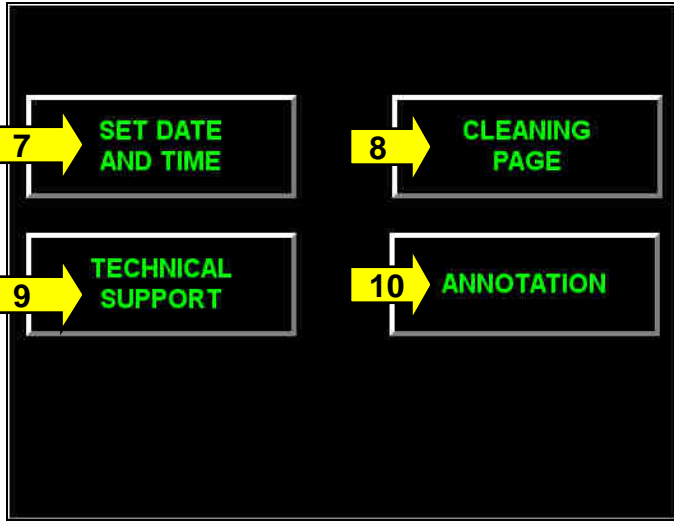 7
SET DATE
AND TIME
8
CLEANING
PAGE
9
TECHNICAL
SUPPORT
10
ANNOTATION